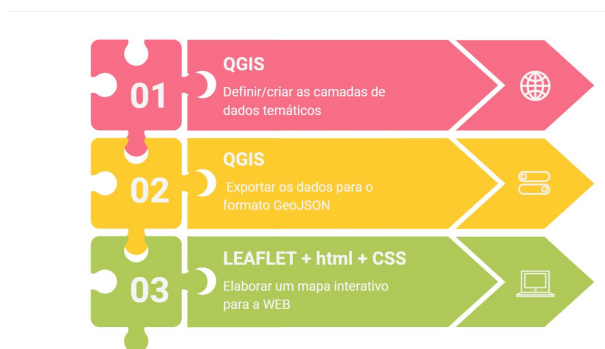 01
QGIS
Definir/criar as camadas de
dados temáticos
02
QGIS
Exportar os dados para o
formato GeoJSON
03
LEAFLET + html + CSS
Elaborar um mapa interativo
para a WEB